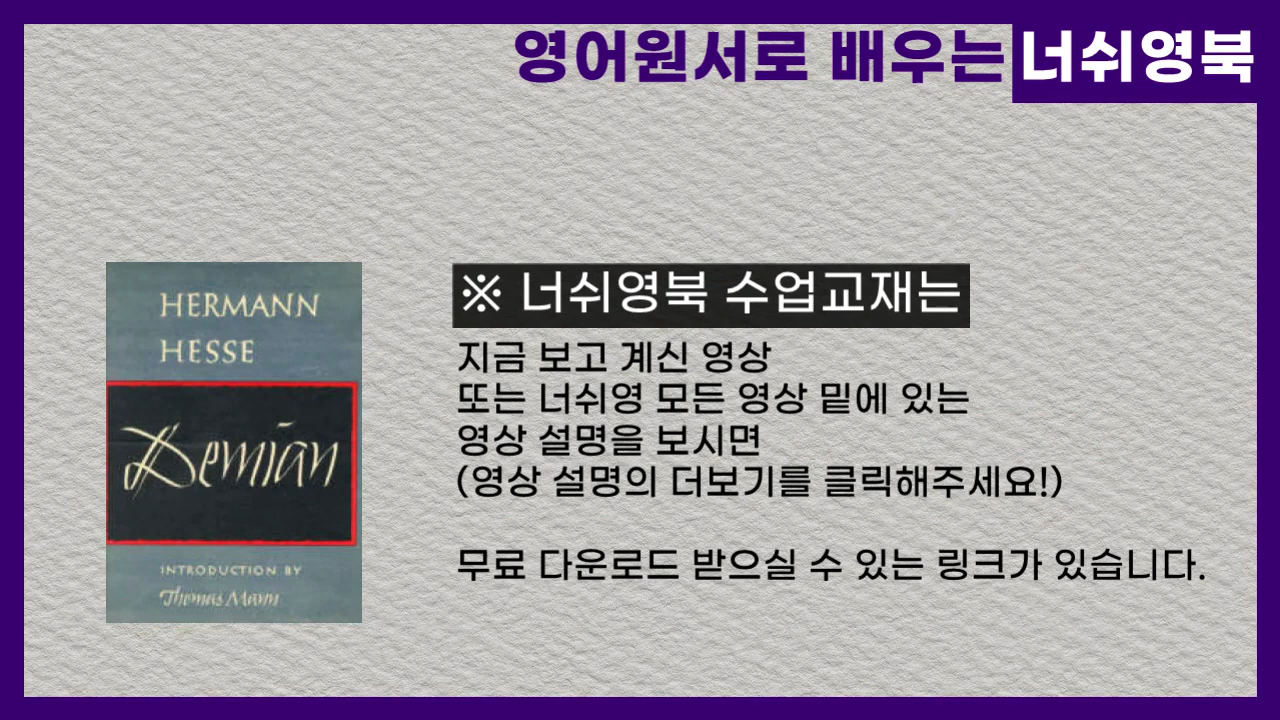 영어원서로 배우는 너쉬영북
HERMANN
HESSE
Demian
INTRODUCTION BY
Thomas Mann
※ 너쉬영북 수업교재는
지금 보고 계신 영상
또는 너쉬영 모든 영상 밑에 있는
영상 설명을 보시면
(영상 설명의 더보기를 클릭해주세요!)
무료 다운로드 받으실 수 있는 링크가 있습니다.